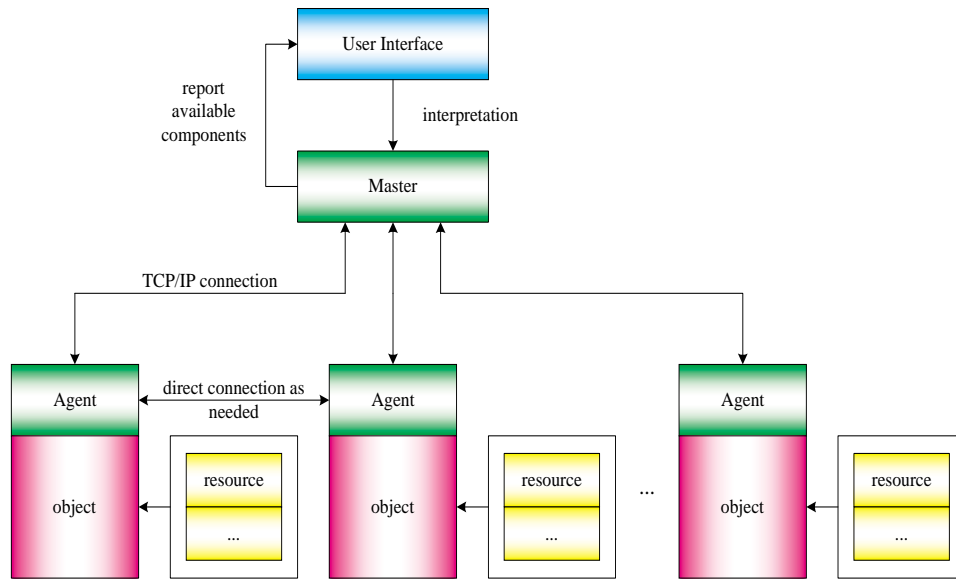 User Interface
report
available
components
interpretation
Master
TCP/IP connection
Agent
direct connection as
needed
Agent
Agent
object
resource
...
object
resource
...
...
object
resource
...